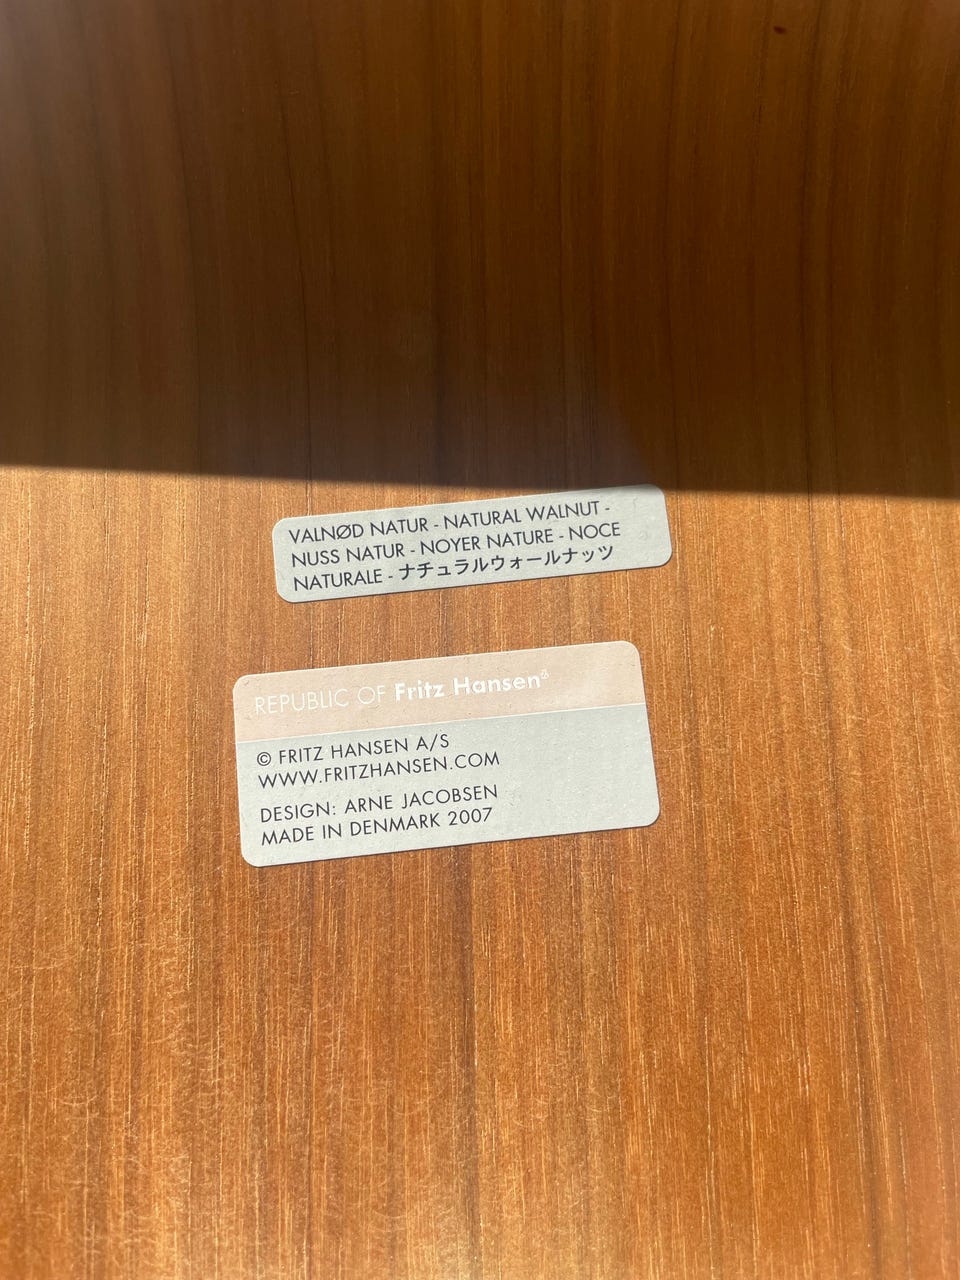 VALNØD NATUR - NATURAL WALNUT -
NUSS NATUR - NOYER NATURE - NOCE
NATURALE - ナチュラルウォールナッツ
REPUBLIC OF Fritz Hansen®
© FRITZ HANSEN A/S
WWW.FRITZHANSEN.COM
DESIGN: ARNE JACOBSEN
MADE IN DENMARK 2007